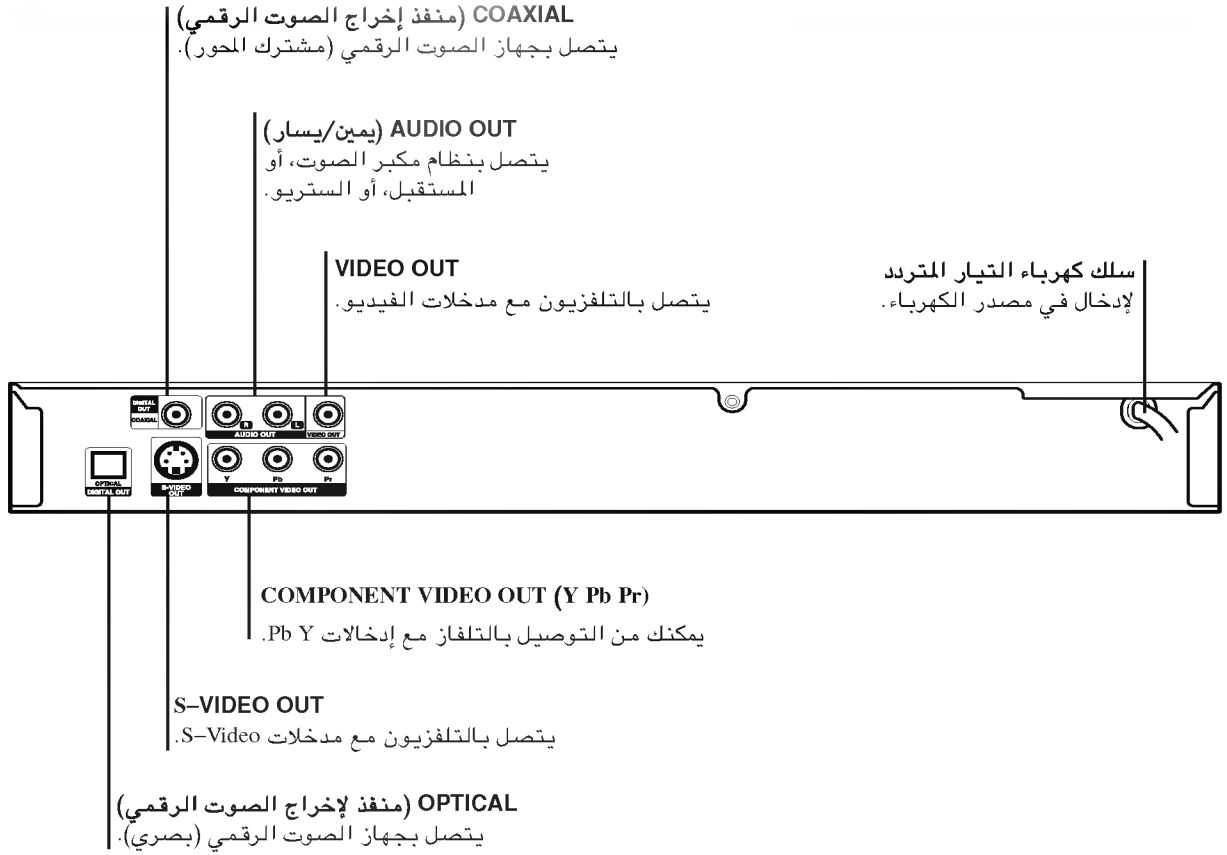 COAXIAL (منفذ إخراج الصوت الرقمي)
يتصل بجهاز الصوت الرقمي (مشترك المحور).
AUDIO OUT (يمين/يسار)
يتصل بنظام مكبر الصوت، أو
المستقبل، أو الستريو.
VIDEO OUT
يتصل بالتلفزيون مع مدخلات الفيديو.
سلك كهرباء التيار المتردد
لإدخال في مصدر الكهرباء.
DIGITAL
OUT
COAXIAL
R
L
AUDIO OUT
VIDEO OUT
OPTICAL
DIGITAL OUT
S-VIDEO
OUT
Y
Pb
Pr
COMPONENT VIDEO OUT
COMPONENT VIDEO OUT (Y Pb Pr)
يمكنك من التوصيل بالتلفاز مع إدخالات Pb Y.
S–VIDEO OUT
يتصل بالتلفزيون مع مدخلات S–Video.
OPTICAL (منفذ لإخراج الصوت الرقمي)
يتصل بجهاز الصوت الرقمي (بصري).